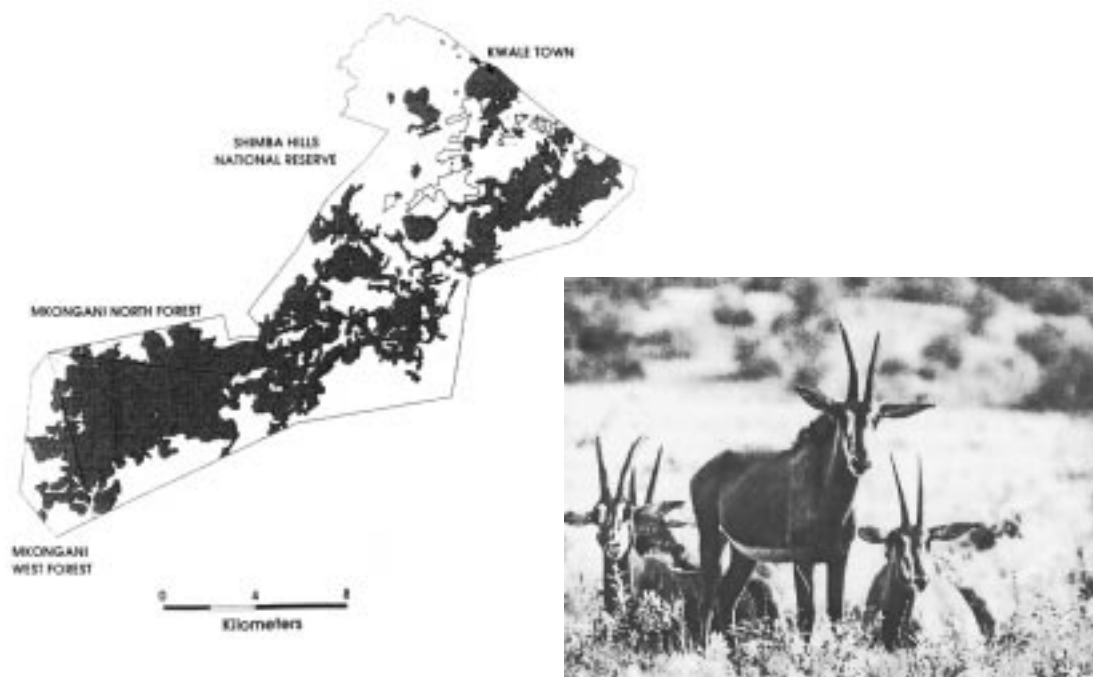 KWALE TOWN
SHIMBA HILLS
NATIONAL RESERVE
MKONGANI NORTH FOREST
MKONGANI
WEST FOREST
0 4 8
Kilometers